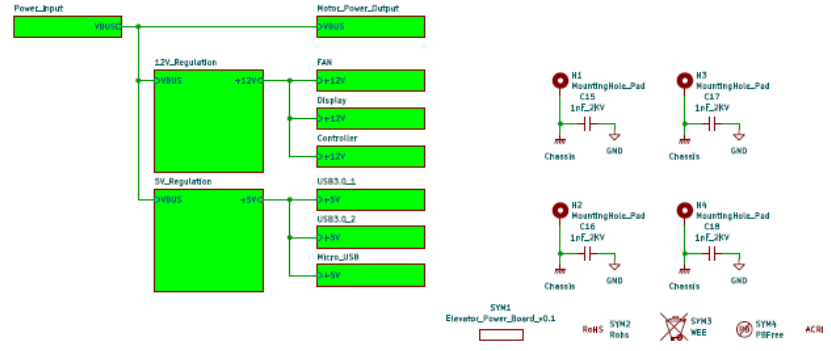 Power_Input
VBUS
Motor_Power_Output
VBUS
12V_Regulation
VBUS
+12V
FAN
+12V
Display
+12V
Controller
+12V
5V_Regulation
VBUS
+5V
USB3.0_1
+5V
USB3.0_2
+5V
Micro_USB
+5V
H1
MountingHole_Pad
C15
1nF_2KV
Chassis
GND
H3
MountingHole_Pad
C17
1nF_2KV
Chassis
GND
H2
MountingHole_Pad
C16
1nF_2KV
Chassis
GND
H4
MountingHole_Pad
C18
1nF_2KV
Chassis
GND
SYM1
Elevator_Power_Board_v0.1
RoHS
SYM2
Rohs
SYM3
WEE
PB
SYM4
PBFree